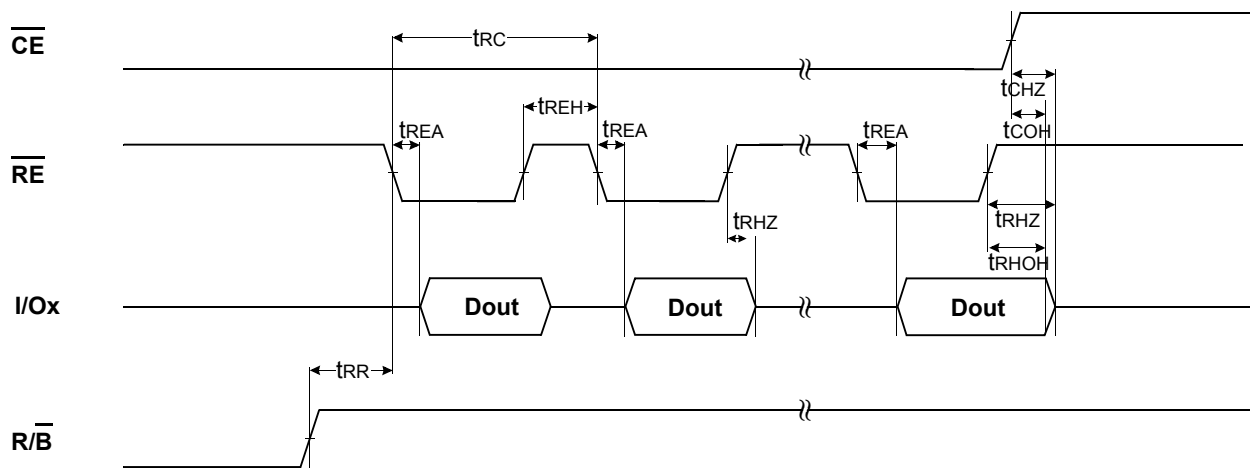 CE
tRC
tCHZ
tREH
tCOH
tREA
tREA
tREA
RE
tRHZ
tRHZ
tRHOH
I/Ox
Dout
Dout
Dout
tRR
R/B